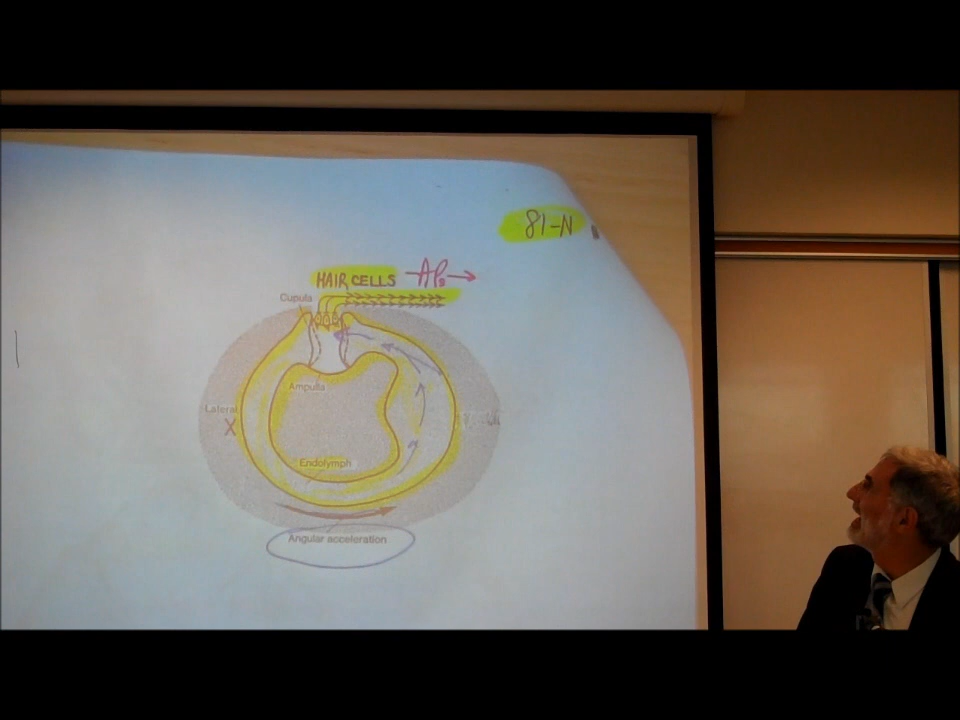 81-N
HAIR CELLS APs
Cupula
Ampulla
Lateral
X
Endolymph
Angular acceleration